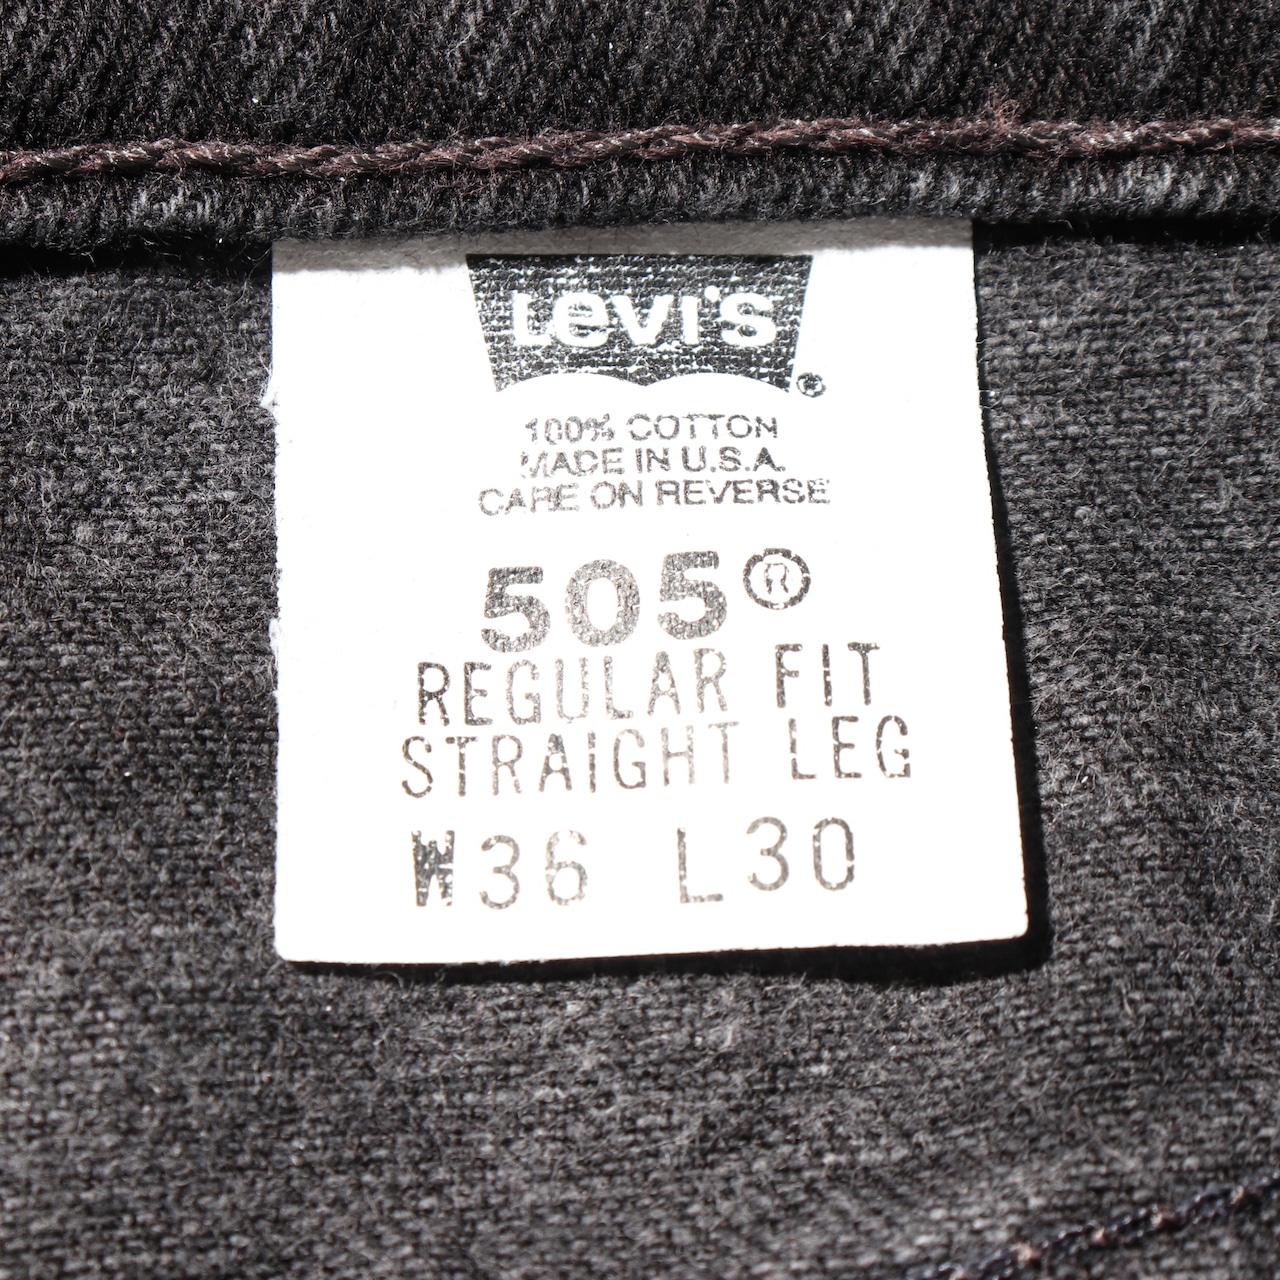 Levi's®
100% COTTON
MADE IN U.S.A.
CARE ON REVERSE
505®
REGULAR FIT
STRAIGHT LEG
W36 L30